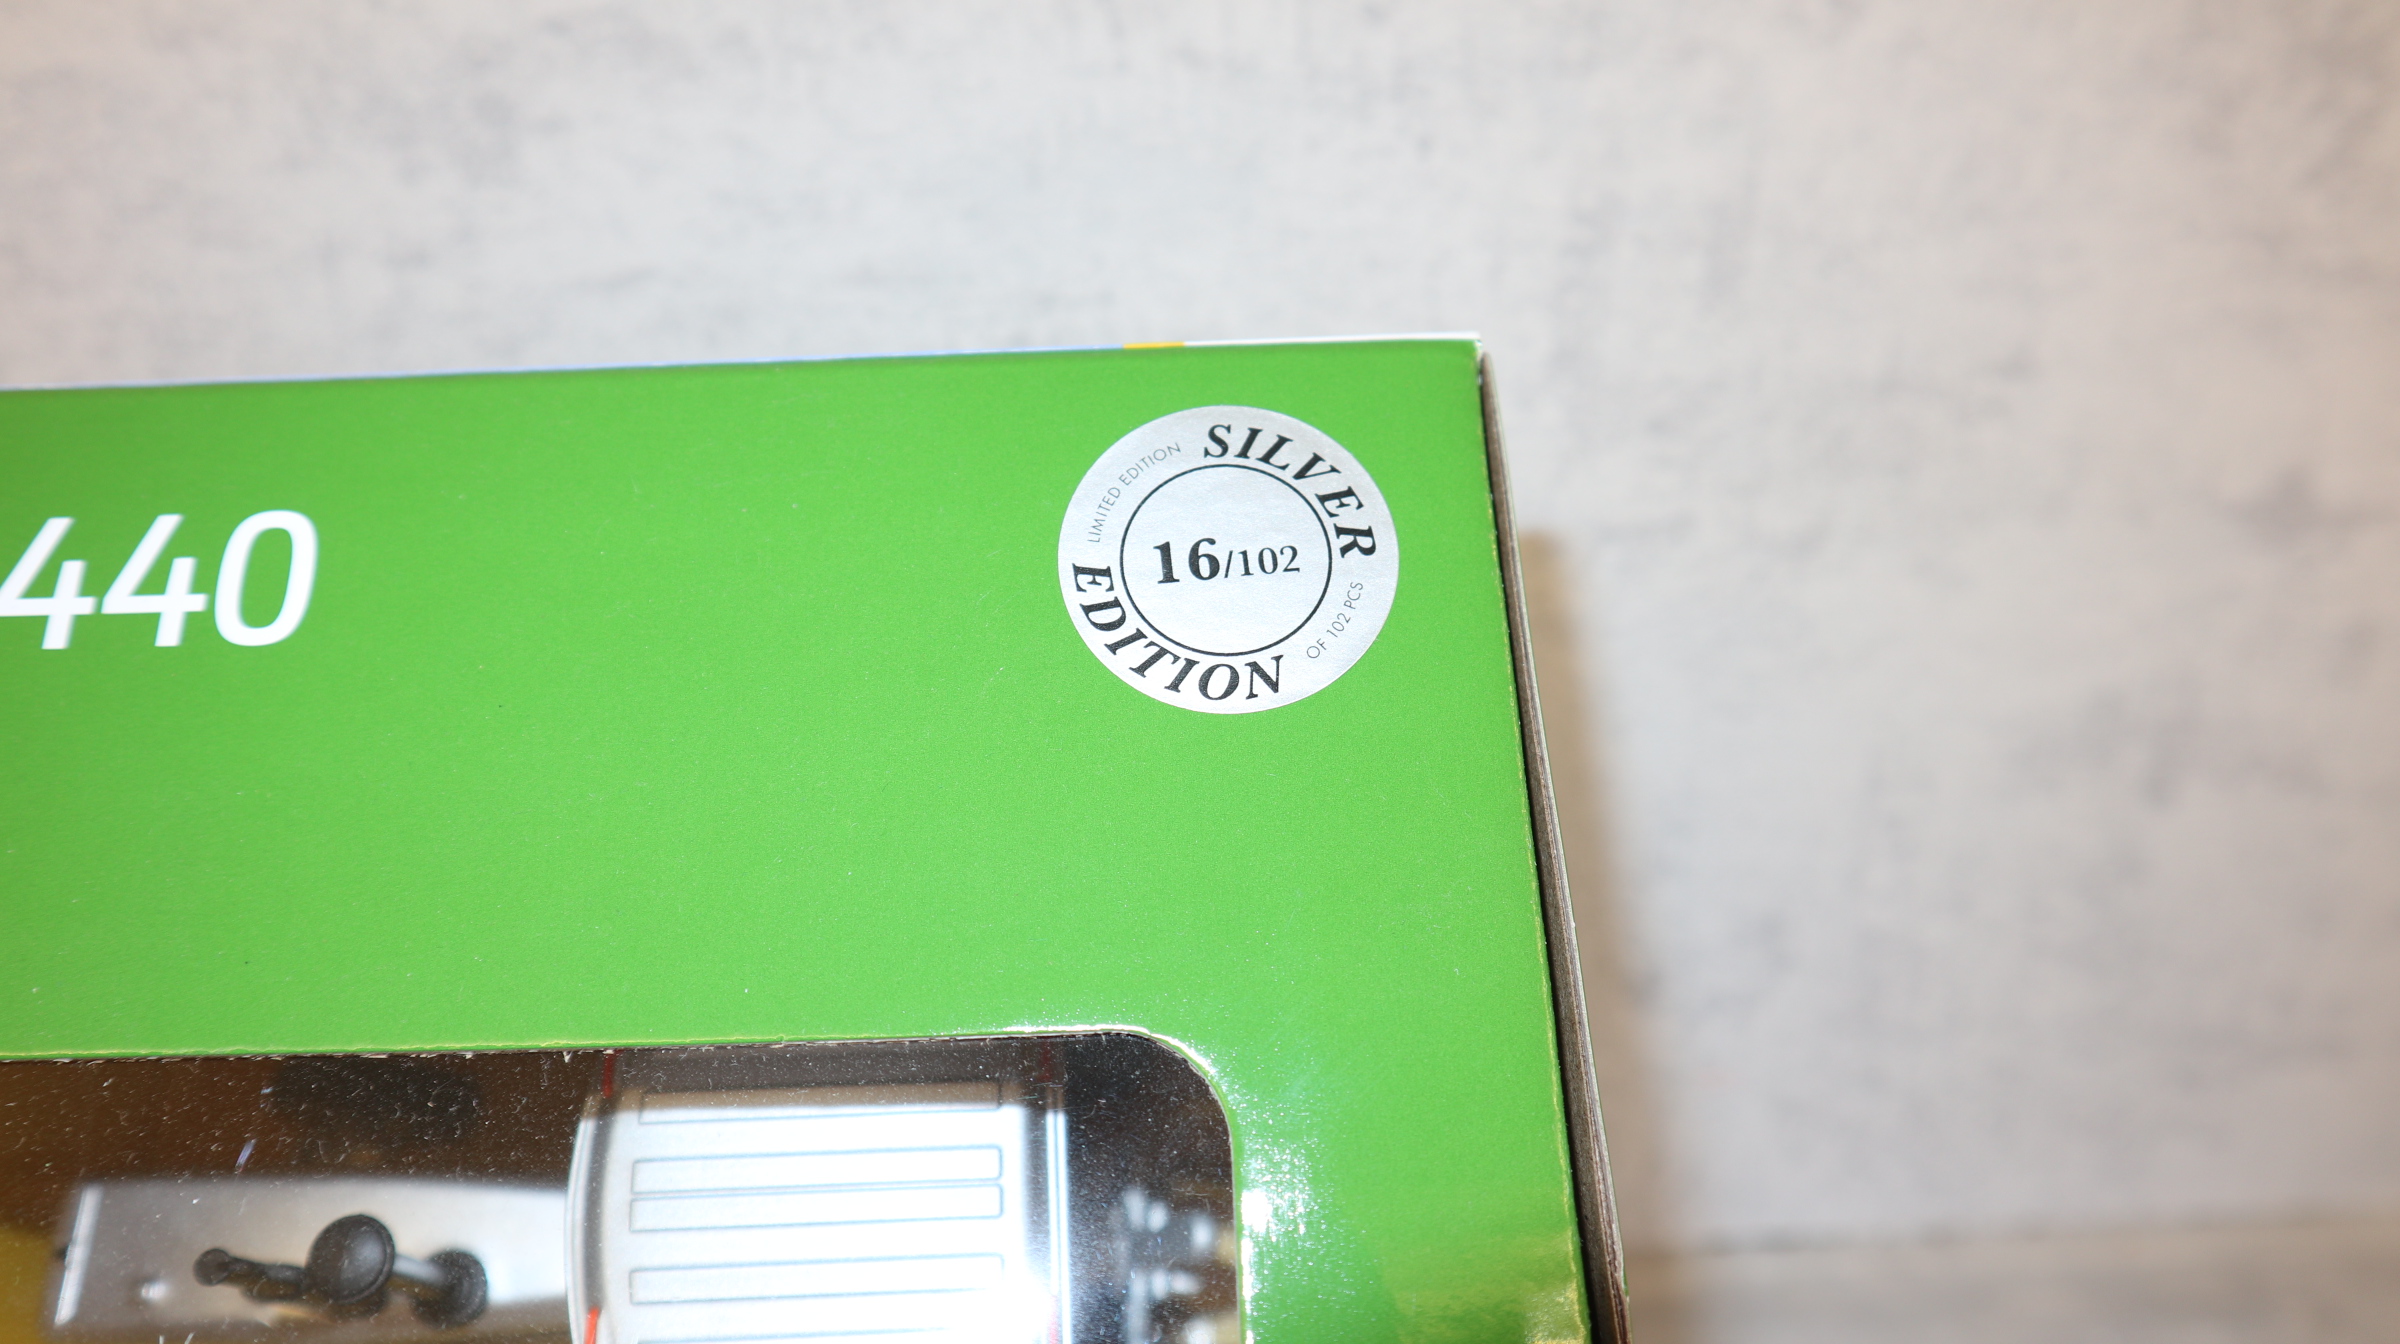 440
LIMITED EDITION
SILVER
16/102
EDITION
OF 102 PCS